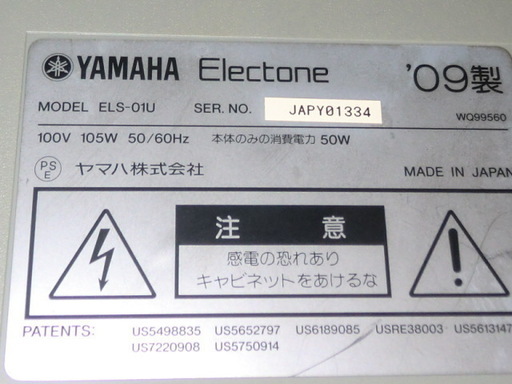 YAMAHA Electone '09製
MODEL ELS-01U SER. NO. JAPY01334 WQ99560
100V 105W 50/60Hz 本体のみの消費電力 50W
PS E ヤマハ株式会社 MADE IN JAPAN
注意
感電の恐れあり
キャビネットをあけるな
PATENTS: US5498835 US5652797 US6189085 USRE38003 US5613147
US7220908 US5750914